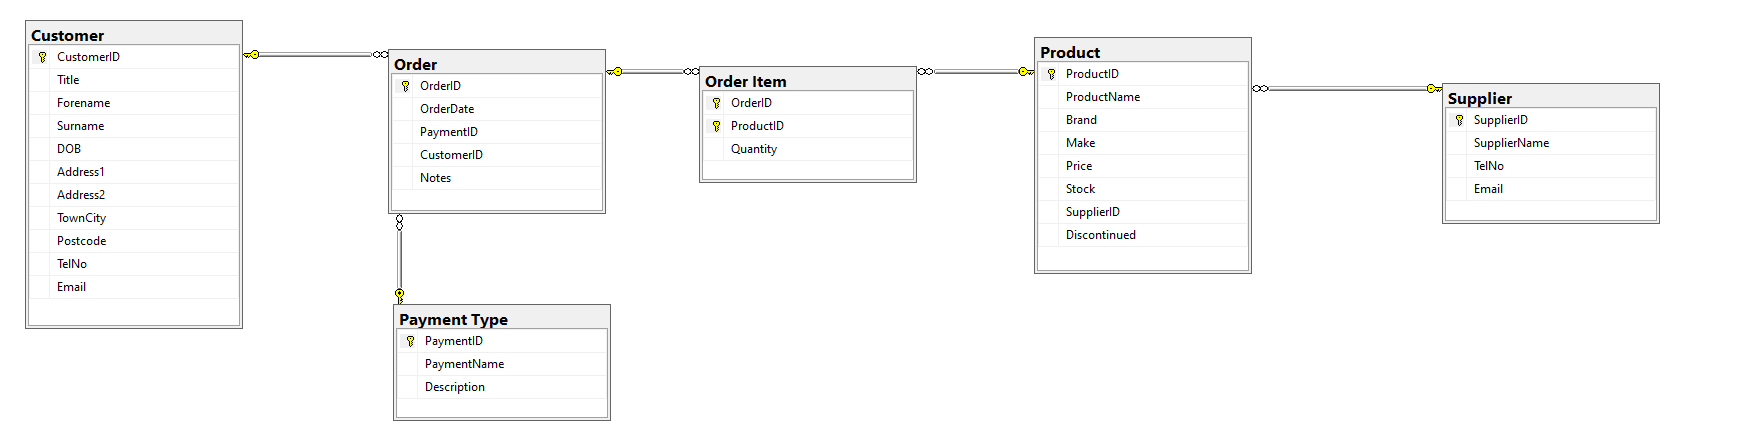 Customer
CustomerID
Title
Forename
Surname
DOB
Address1
Address2
TownCity
Postcode
TelNo
Email
Order
OrderID
OrderDate
PaymentID
CustomerID
Notes
Payment Type
PaymentID
PaymentName
Description
Order Item
OrderID
ProductID
Quantity
Product
ProductID
ProductName
Brand
Make
Price
Stock
SupplierID
Discontinued
Supplier
SupplierID
SupplierName
TelNo
Email